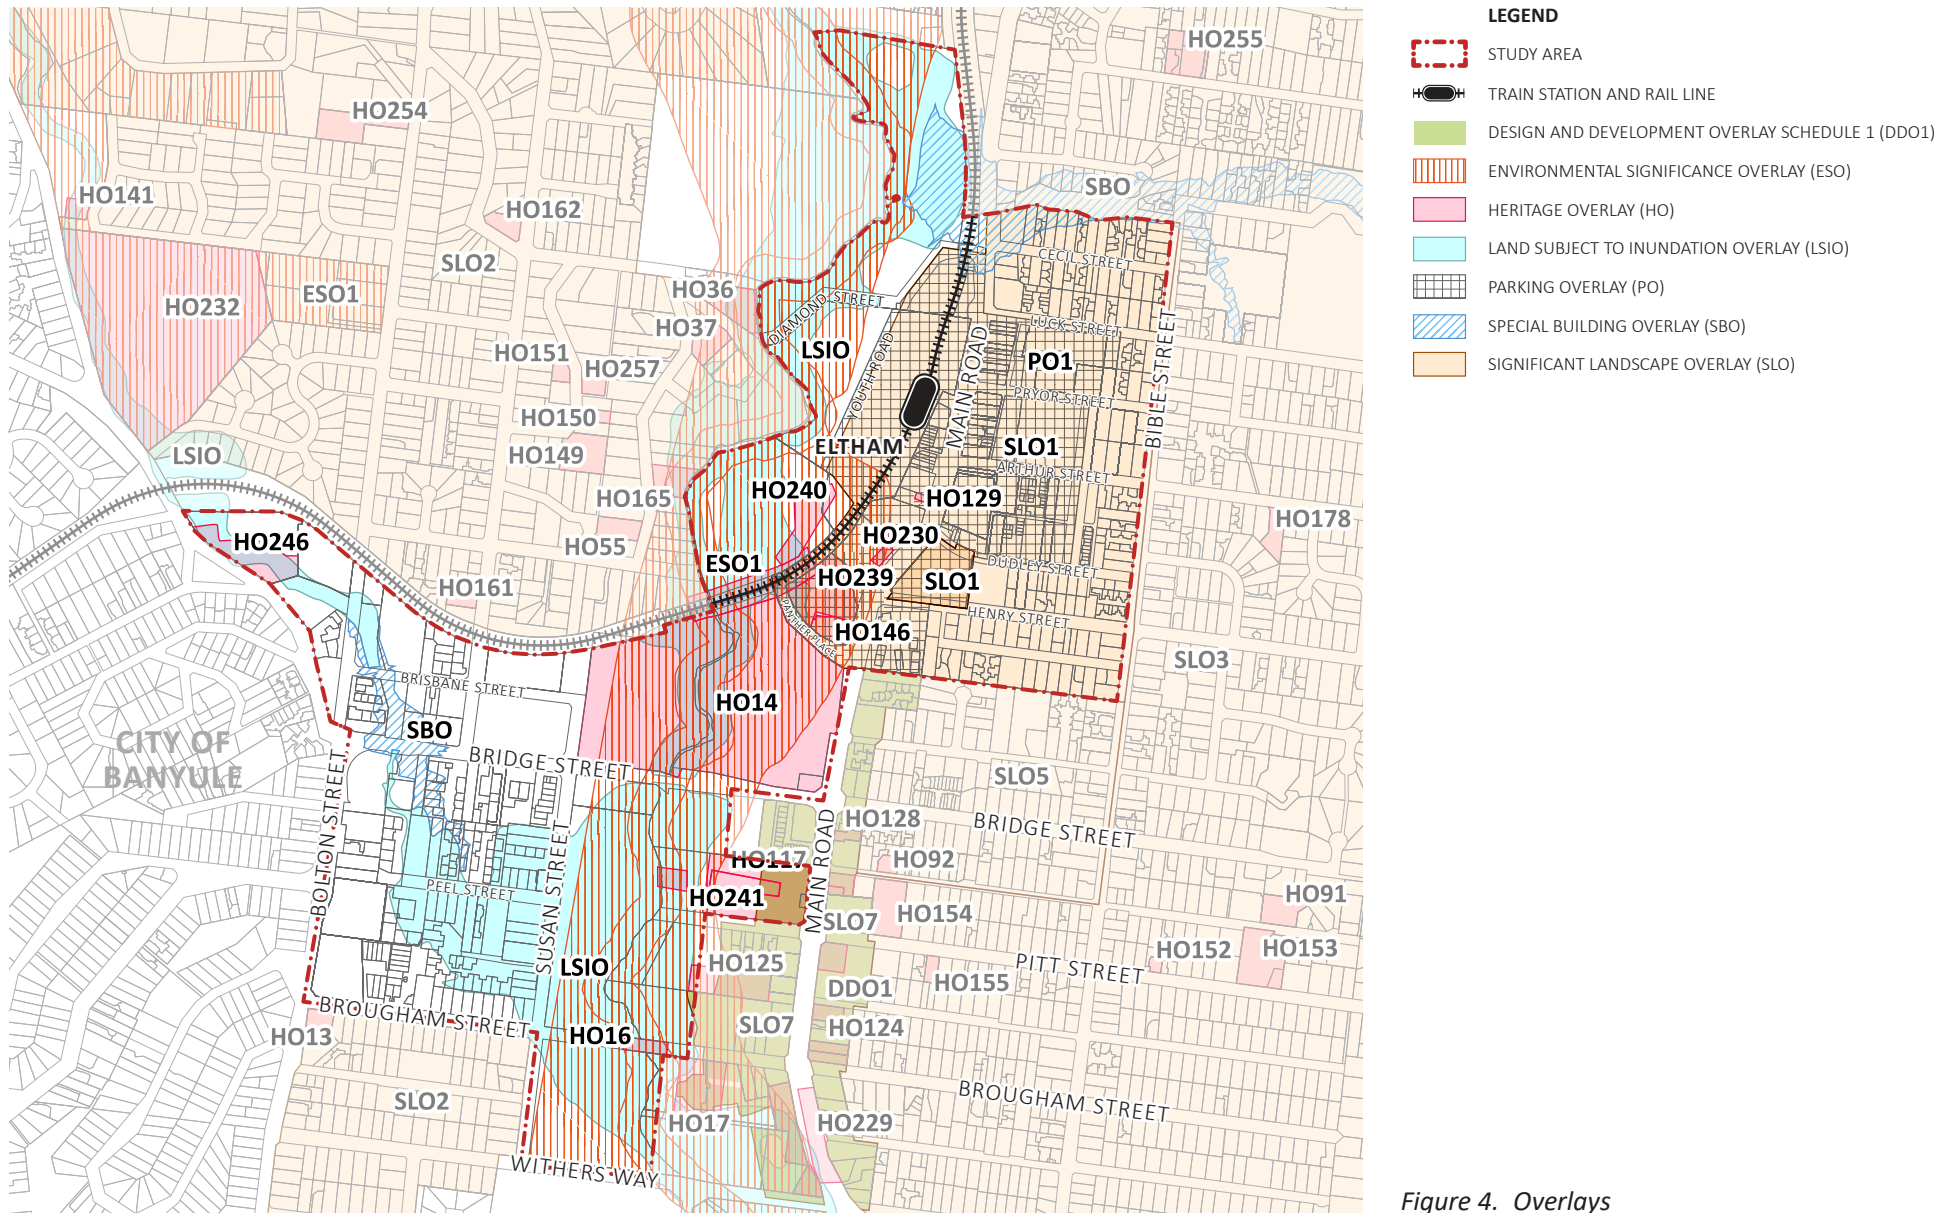 LEGEND
STUDY AREA
TRAIN STATION AND RAIL LINE
DESIGN AND DEVELOPMENT OVERLAY SCHEDULE 1 (DDO1)
ENVIRONMENTAL SIGNIFICANCE OVERLAY (ESO)
HERITAGE OVERLAY (HO)
LAND SUBJECT TO INUNDATION OVERLAY (LSIO)
PARKING OVERLAY (PO)
SPECIAL BUILDING OVERLAY (SBO)
SIGNIFICANT LANDSCAPE OVERLAY (SLO)
HO255
HO254
HO141
HO162
SBO
SLO2
CECIL STREET
HO36
ESO1
HO232
DIAMOND STREET
HO37
LUCK STREET
HO151
LSIO
HO257
YOUTH ROAD
MAIN ROAD
PO1
BIBLE STREET
PRYOR STREET
HO150
ELTHAM
SLO1
HO149
LSIO
ARTHUR STREET
HO240
HO165
HO129
HO178
HO246
HO55
HO230
ESO1
DUDLEY STREET
HO239
SLO1
HO161
PANTHER PLACE
HENRY STREET
HO146
SLO3
BRISBANE STREET
HO14
SBO
CITY OF
BANYULE
BRIDGE STREET
SLO5
BOLTON STREET
HO128
BRIDGE STREET
MAIN ROAD
HO117
HO92
PEEL STREET
SUSAN STREET
HO241
HO91
HO154
SLO7
HO152
HO153
HO125
LSIO
PITT STREET
HO155
DDO1
BROUGHAM STREET
SLO7
HO124
HO13
HO16
SLO2
BROUGHAM STREET
HO17
HO229
WITHERS WAY
Figure 4. Overlays